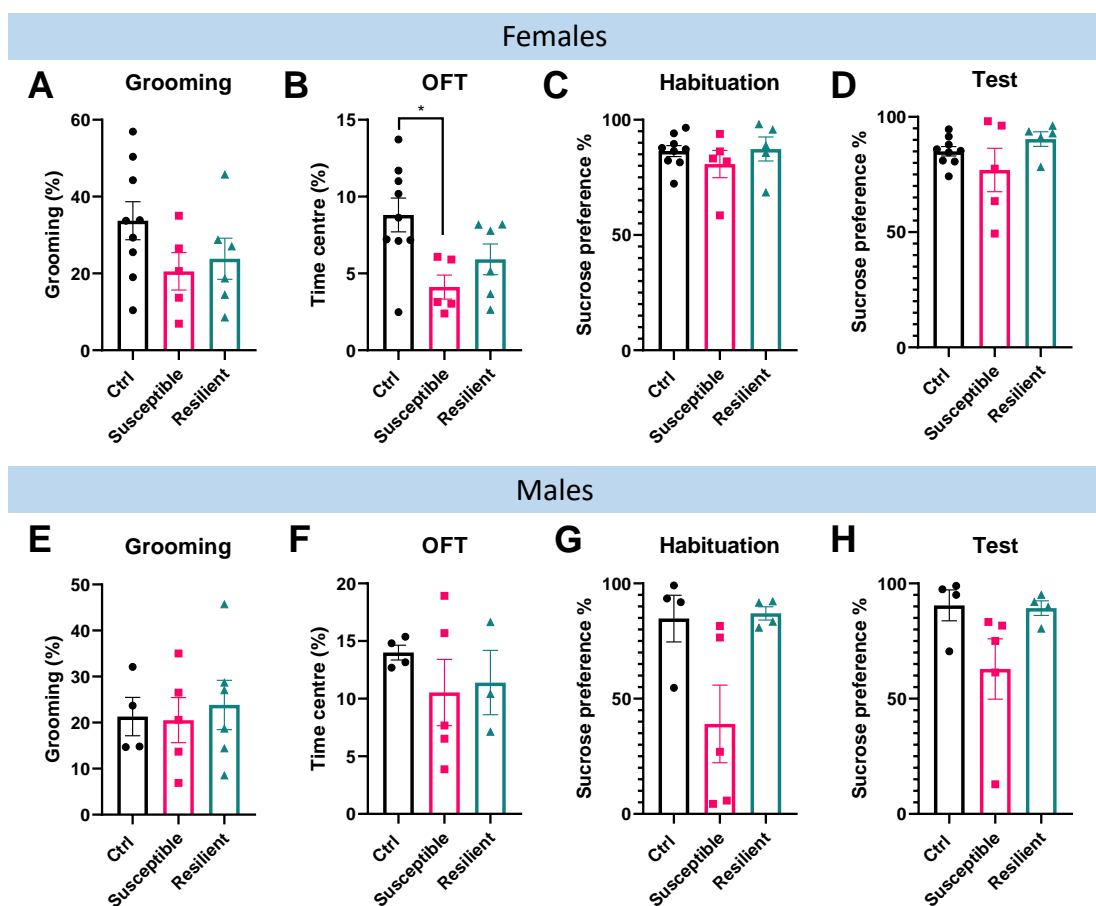 Females
A
Grooming
Grooming (%)
60
40
20
0
Ctrl
Susceptible
Resilient
B
OFT
Time centre (%)
15
10
5
0
*
Ctrl
Susceptible
Resilient
C
Habituation
Sucrose preference %
100
50
0
Ctrl
Susceptible
Resilient
D
Test
Sucrose preference %
100
50
0
Ctrl
Susceptible
Resilient
Males
E
Grooming
Grooming (%)
50
40
30
20
10
0
Ctrl
Susceptible
Resilient
F
OFT
Time centre (%)
20
15
10
5
0
Ctrl
Susceptible
Resilient
G
Habituation
Sucrose preference %
100
50
0
Ctrl
Susceptible
Resilient
H
Test
Sucrose preference %
100
50
0
Ctrl
Susceptible
Resilient